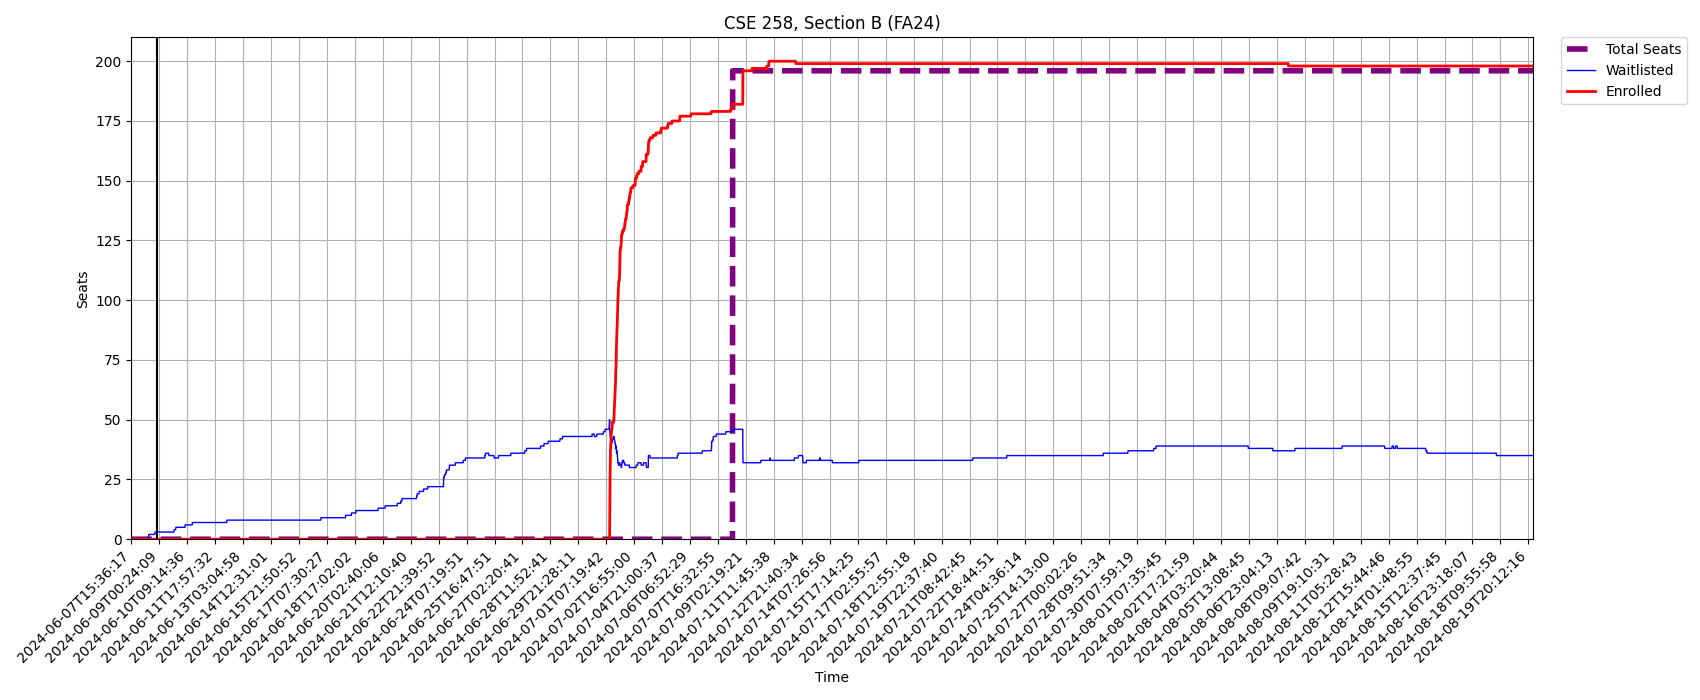 CSE 258, Section B (FA24)
Total Seats
Waitlisted
Enrolled
Seats
200
175
150
125
100
75
50
25
0
2024-06-07T15:36:17
2024-06-09T00:24:09
2024-06-10T09:14:36
2024-06-11T17:57:32
2024-06-13T03:04:58
2024-06-14T12:31:01
2024-06-15T21:50:52
2024-06-17T07:30:27
2024-06-18T17:02:02
2024-06-20T02:40:06
2024-06-21T12:10:40
2024-06-22T21:39:52
2024-06-24T07:19:51
2024-06-25T16:47:51
2024-06-27T02:20:41
2024-06-28T11:52:41
2024-06-29T21:28:11
2024-07-01T07:19:42
2024-07-02T16:55:00
2024-07-04T21:00:37
2024-07-06T06:52:29
2024-07-07T16:32:55
2024-07-09T02:19:21
2024-07-11T11:45:38
2024-07-12T21:40:34
2024-07-14T07:26:56
2024-07-15T17:14:25
2024-07-17T02:55:57
2024-07-18T12:55:18
2024-07-19T22:37:40
2024-07-21T08:42:45
2024-07-22T18:44:51
2024-07-24T04:36:14
2024-07-25T14:13:00
2024-07-27T00:02:26
2024-07-28T09:51:34
2024-07-30T07:59:19
2024-08-01T07:35:45
2024-08-02T17:21:59
2024-08-04T03:20:44
2024-08-05T13:08:45
2024-08-06T23:04:13
2024-08-08T09:07:42
2024-08-09T19:10:31
2024-08-11T05:28:43
2024-08-12T15:44:46
2024-08-14T01:48:55
2024-08-15T12:37:45
2024-08-16T23:18:07
2024-08-18T09:55:58
2024-08-19T20:12:16
Time